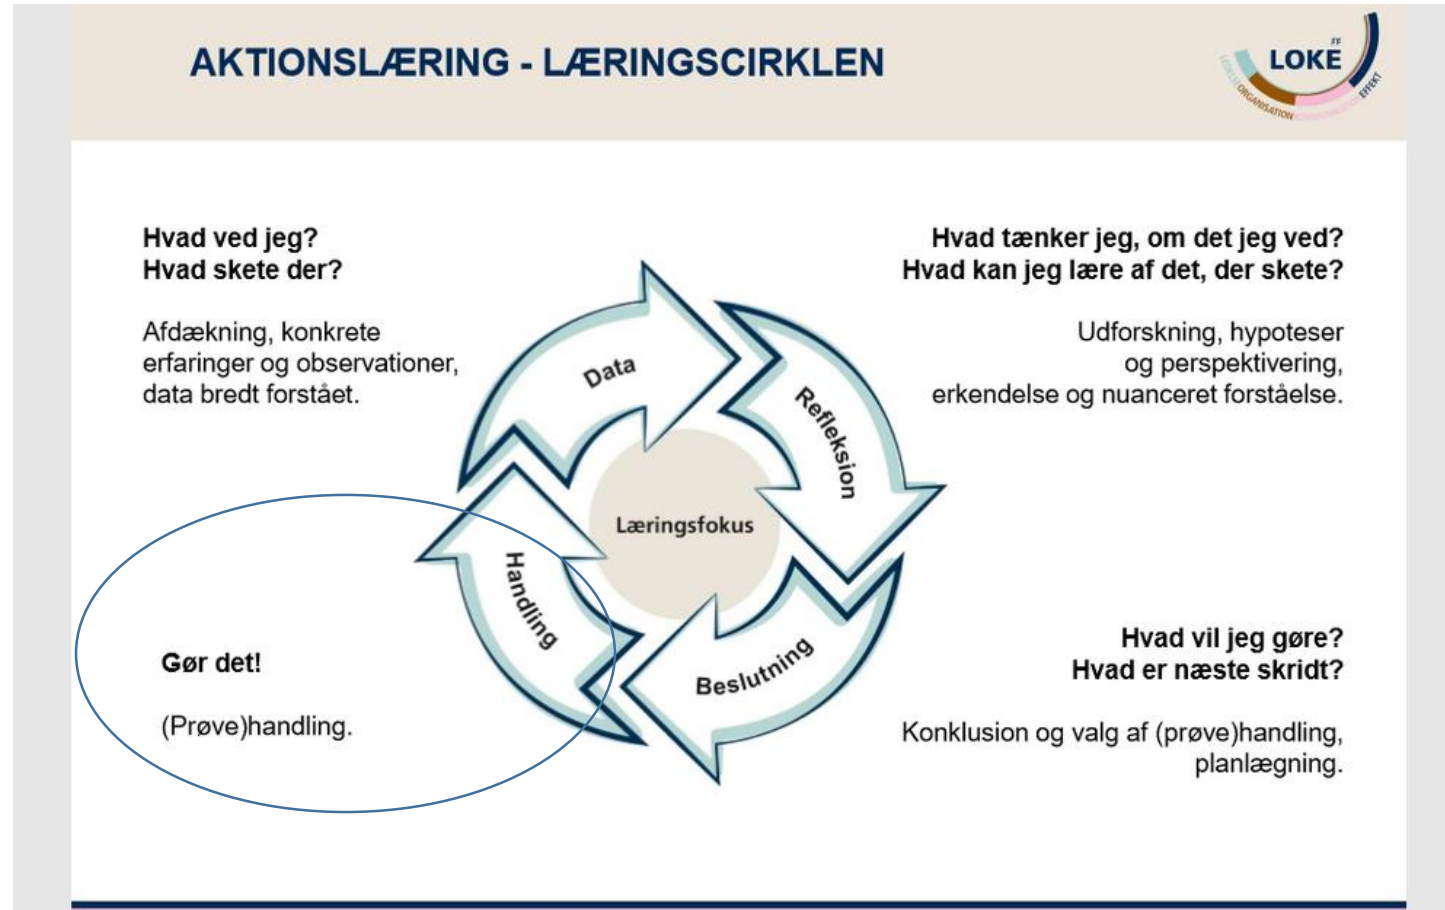 AKTIONSLÆRING - LÆRINGSCIRKLEN
FF
LOKE
ORGANISATION
EFFEKT
Hvad ved jeg?
Hvad skete der?
Afdækning, konkrete
erfaringer og observationer,
data bredt forstået.
Hvad tænker jeg, om det jeg ved?
Hvad kan jeg lære af det, der skete?
Udforskning, hypoteser
og perspektivering,
erkendelse og nuanceret forståelse.
Data
Refleksion
Læringsfokus
Handling
Beslutning
Gør det!
(Prøve)handling.
Hvad vil jeg gøre?
Hvad er næste skridt?
Konklusion og valg af (prøve)handling,
planlægning.